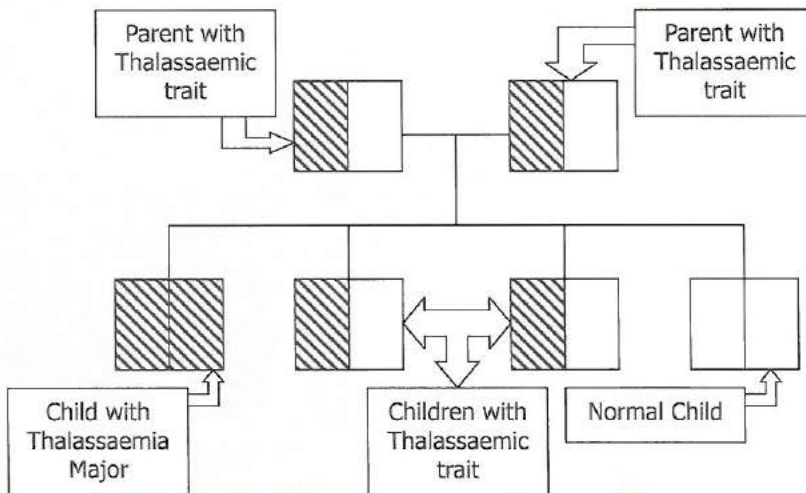 Parent with
Thalassaemic
trait
Parent with
Thalassaemic
trait
Child with
Thalassaemia
Major
Children with
Thalassaemic
trait
Normal Child